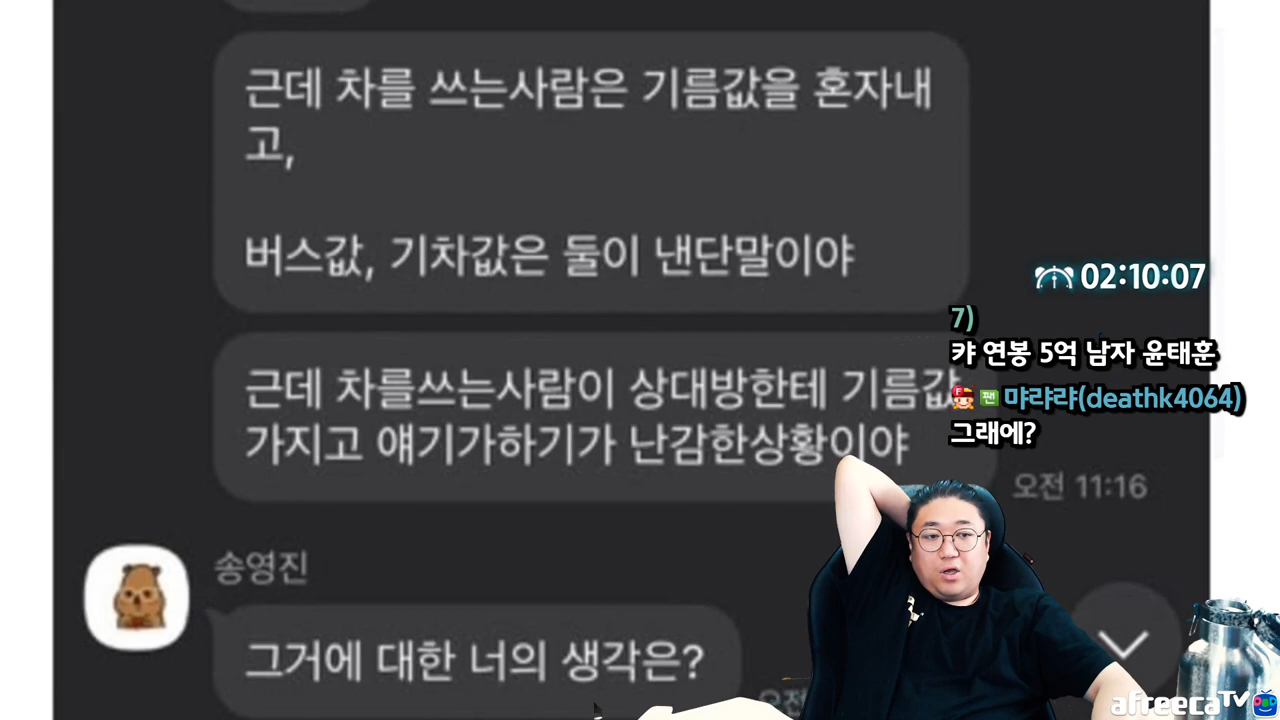 근데 차를 쓰는사람은 기름값을 혼자내
고,
버스값, 기차값은 둘이 낸단말이야
근데 차를쓰는사람이 상대방한테 기름값
가지고 얘기가하기가 난감한상황이야
오전 11:16
송영진
그거에 대한 너의 생각은?
02:10:07
7)
캬 연봉 5억 남자 윤태훈
F 팬 먀랴랴(deathk4064)
그래에?
afreecaTV